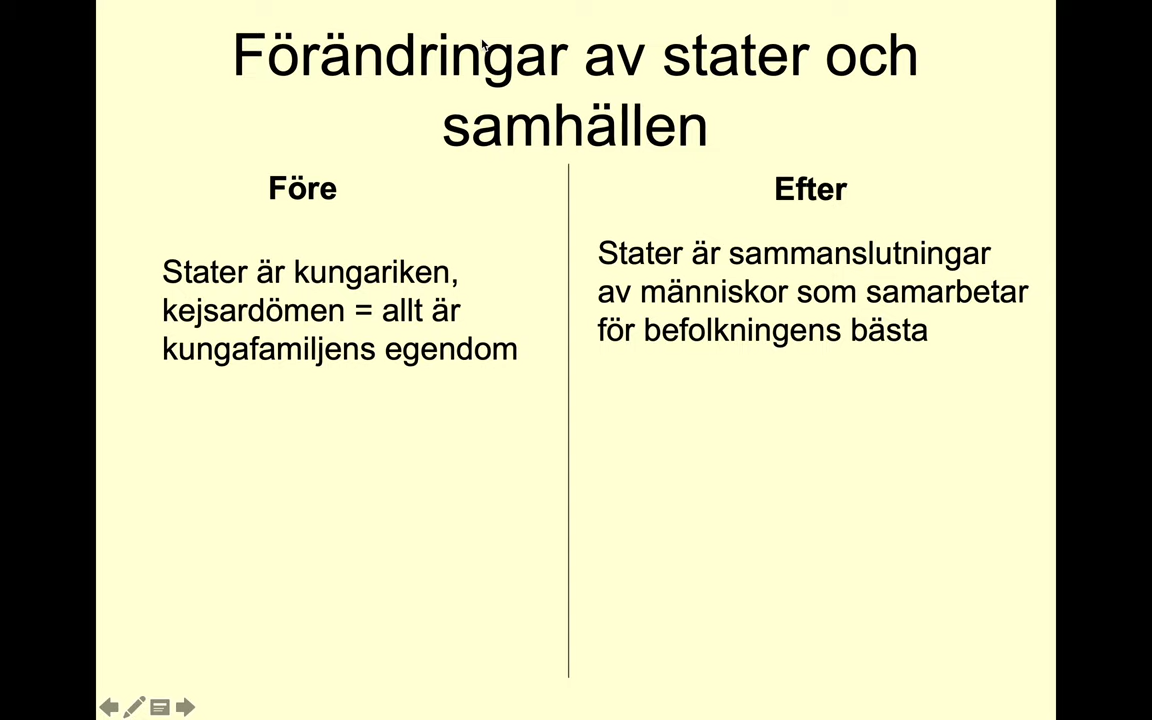 Förändringar av stater och
samhällen
Före
Stater är kungariken,
kejsardömen = allt är
kungafamiljens egendom
Efter
Stater är sammanslutningar
av människor som samarbetar
för befolkningens bästa